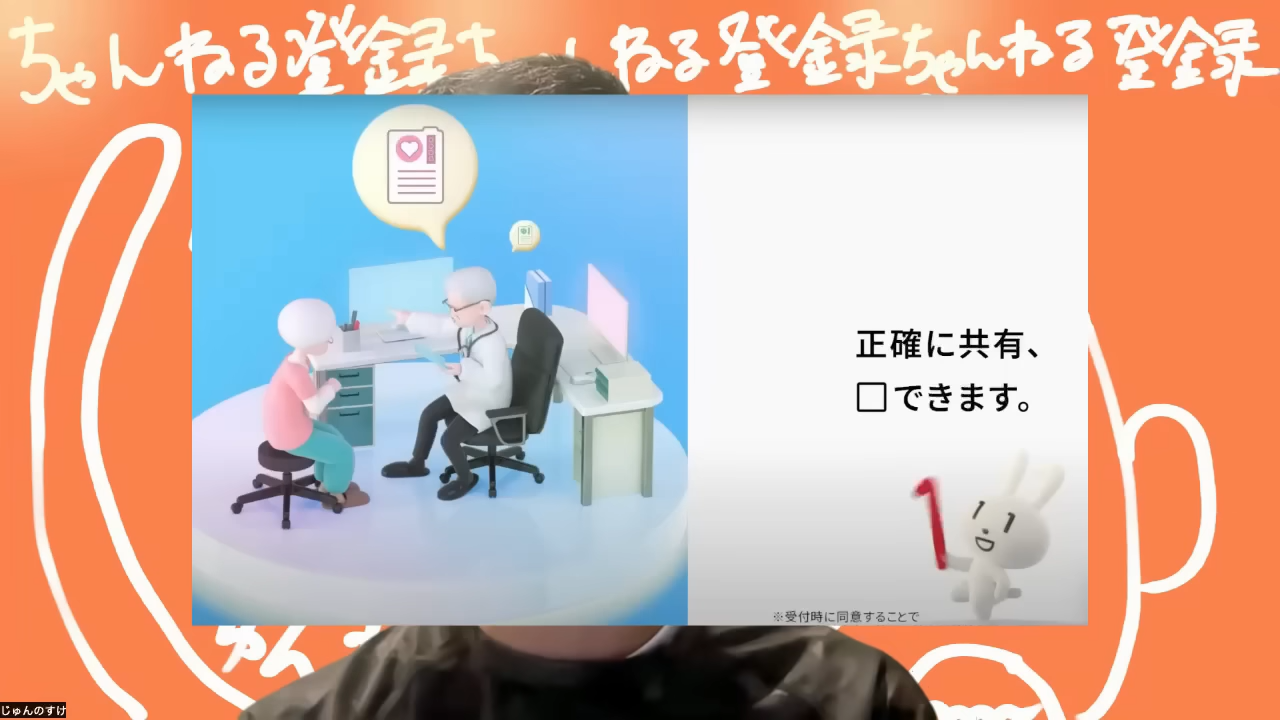 ちゃんねる登録ち
ねる登録ちゃんねる登録
正確に共有、
□できます。
1
※受付時に同意することで
じゅんのすけ